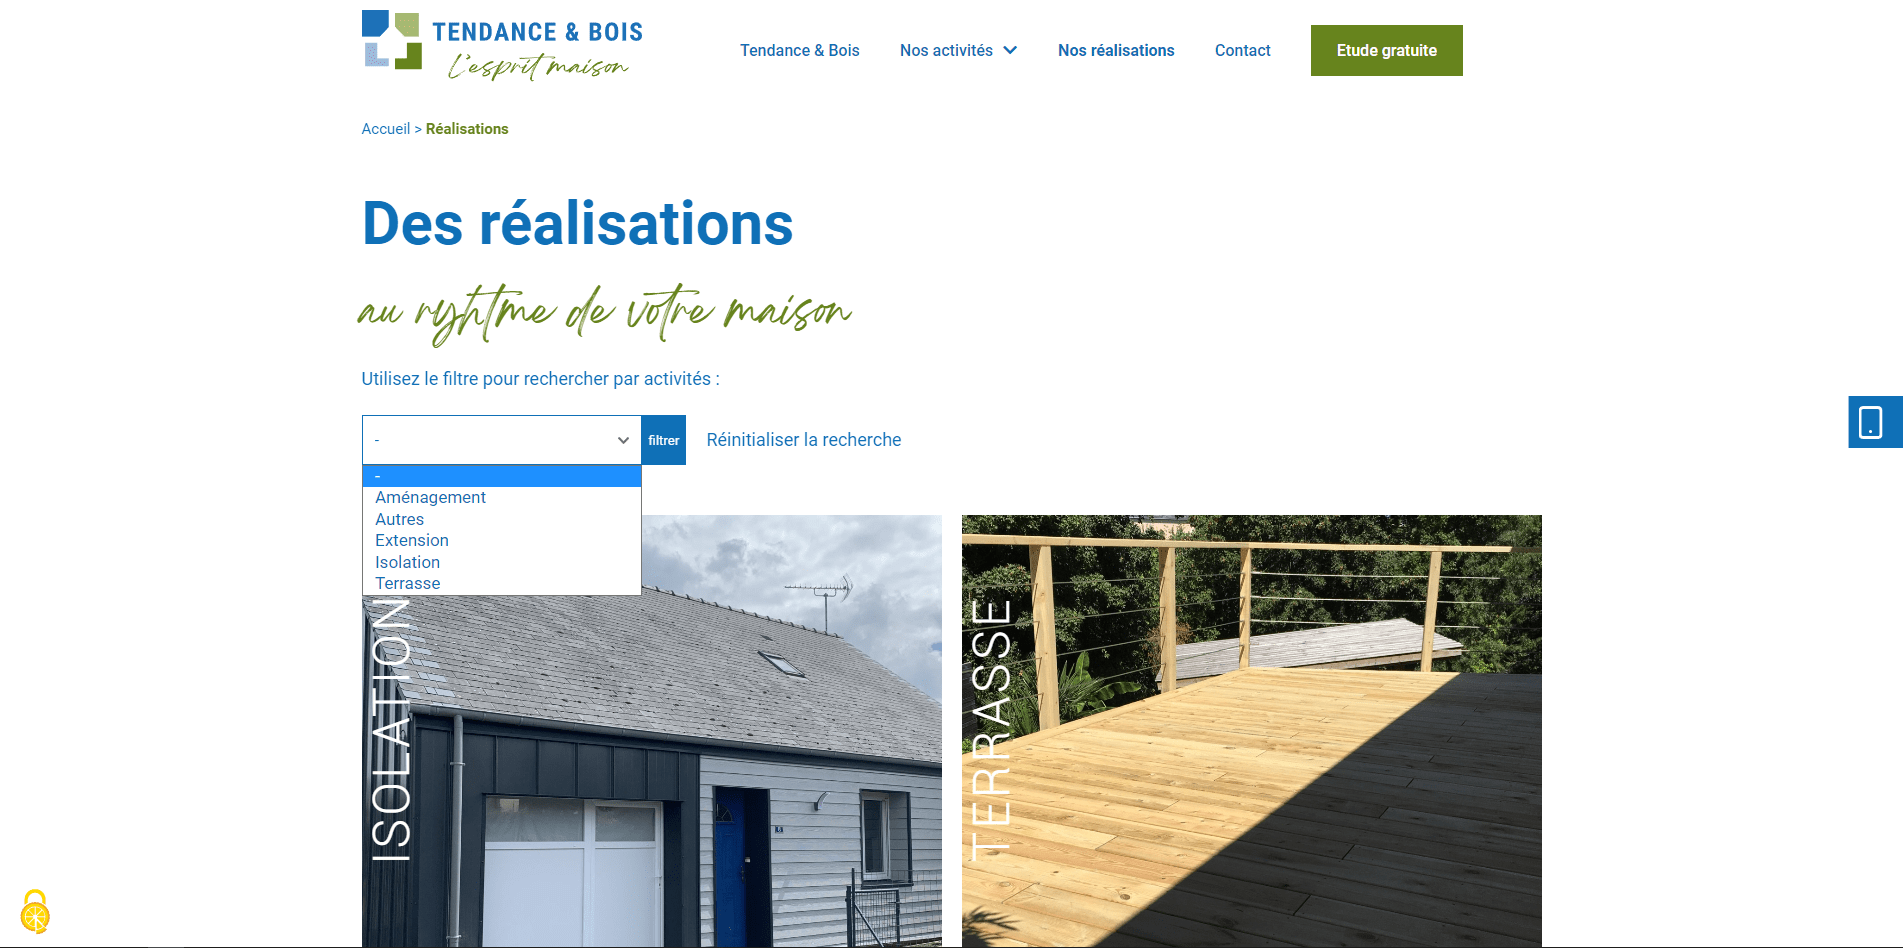 TENDANCE & BOIS
L'esprit maison
Tendance & Bois
Nos activités
Nos réalisations
Contact
Etude gratuite
Accueil > Réalisations
Des réalisations
au ryhtme de votre maison
Utilisez le filtre pour rechercher par activités :
-
filtrer
Réinitialiser la recherche
-
Aménagement
Autres
Extension
Isolation
Terrasse
ISOLATION
TERRASSE